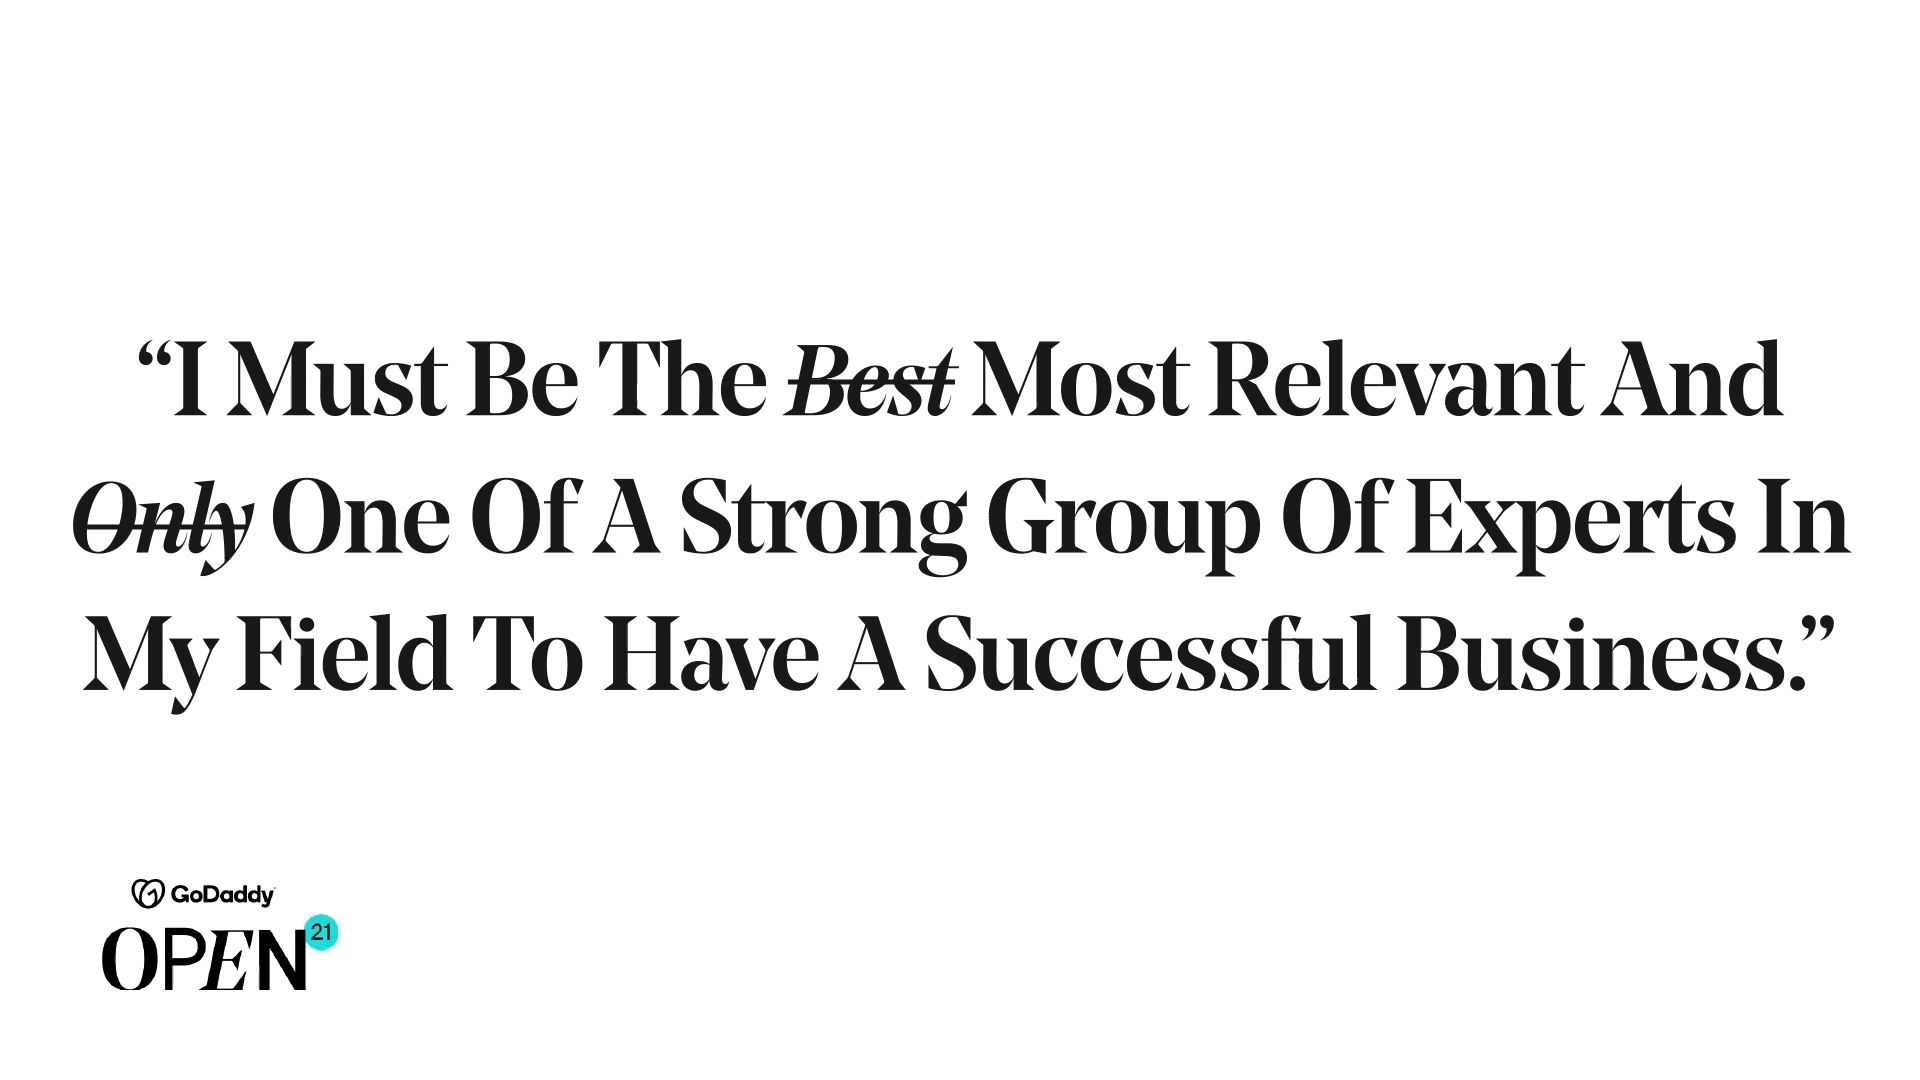 “I Must Be The Best Most Relevant And
Only One Of A Strong Group Of Experts In
My Field To Have A Successful Business.”
GoDaddy
OPEN 21